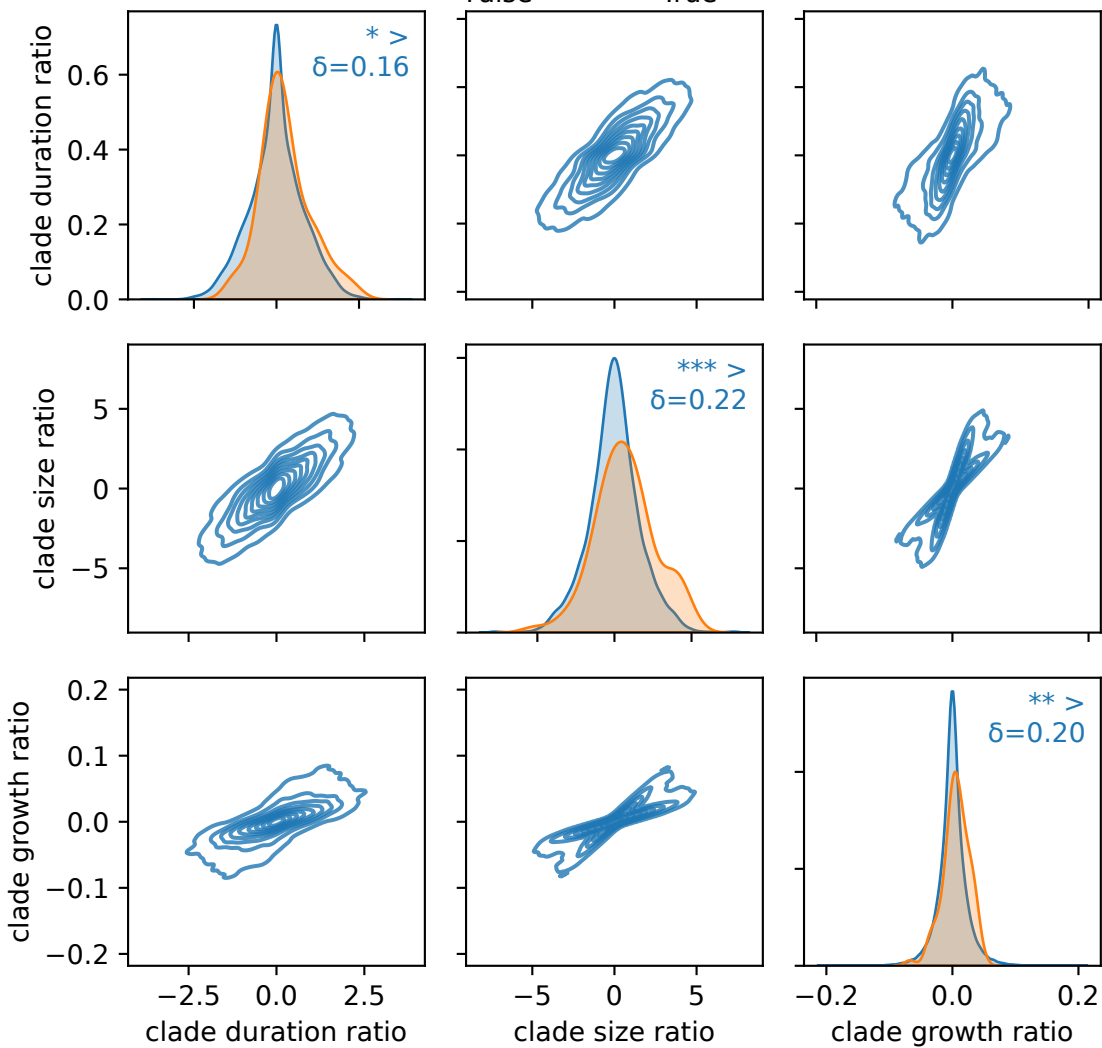 True
clade duration ratio
0.6
0.4
0.2
0.0
* >
δ=0.16
clade size ratio
5
0
−5
*** >
δ=0.22
clade growth ratio
0.2
0.1
0.0
−0.1
−0.2
** >
δ=0.20
−2.5 0.0 2.5
−5 0 5
−0.2 0.0 0.2
clade duration ratio
clade size ratio
clade growth ratio